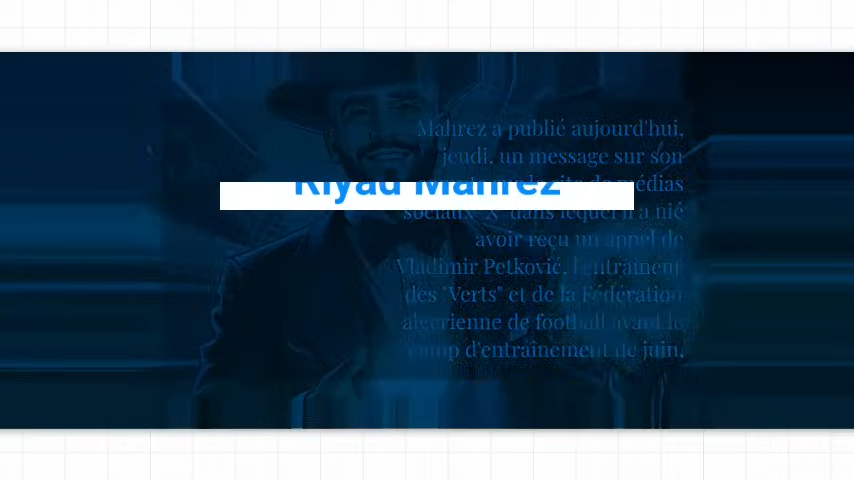 Mahrez a publié aujourd'hui,
jeudi, un message sur son
médias
Riyad Mahrez
sociaux "X" dans lequel il a nié
avoir reçu un appel de
Vladimir Petković, l'entraîneur
des "Verts" et de la Fédération
algérienne de football avant le
camp d'entraînement de juin,